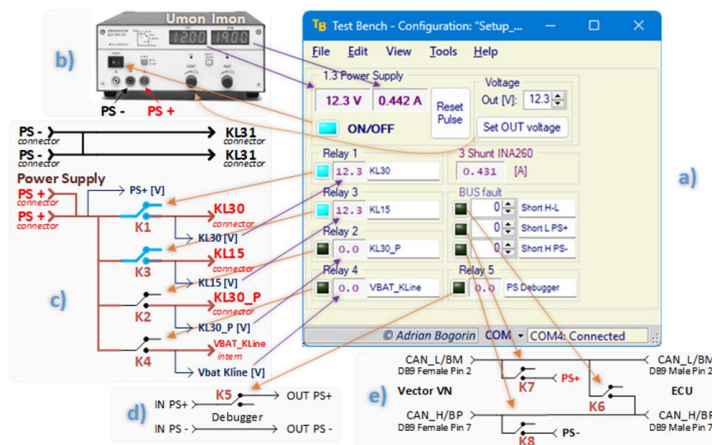 Umon Imon
1200
1900
b)
PS -
PS +
TB Test Bench - Configuration: "Setup_...
File Edit View Tools Help
1.3 Power Supply
12.3 V
0.442 A
Reset
Pulse
Voltage
Out [V]: 12.3
ON/OFF
Set OUT voltage
Relay 1
12.3 KL30
3 Shunt INA260
0.431 [A]
Relay 3
12.3 KL15
BUS fault
0 Short H-L
0 Short L PS+
0 Short H PS-
Relay 2
0.0 KL30_P
Relay 4
0.0 VBAT_KLine
Relay 5
0.0 PS Debugger
© Adrian Bogorin COM COM4: Connected
a)
PS -
connector
KL31
connector
PS -
connector
KL31
connector
Power Supply
PS +
connector
PS +
connector
PS+ [V]
K1
KL30
connector
KL30 [V]
K3
KL15
connector
KL15 [V]
c)
K2
KL30_P
connector
KL30_P [V]
K4
VBAT_KLine
intern
Vbat Kline [V]
d)
K5
IN PS+
OUT PS+
Debugger
IN PS -
OUT PS -
e)
CAN_L/BM
DB9 Female Pin 2
CAN_L/BM
DB9 Male Pin 2
K7
PS+
Vector VN
K6
ECU
CAN_H/BP
DB9 Female Pin 7
CAN_H/BP
DB9 Male Pin 7
K8
PS-